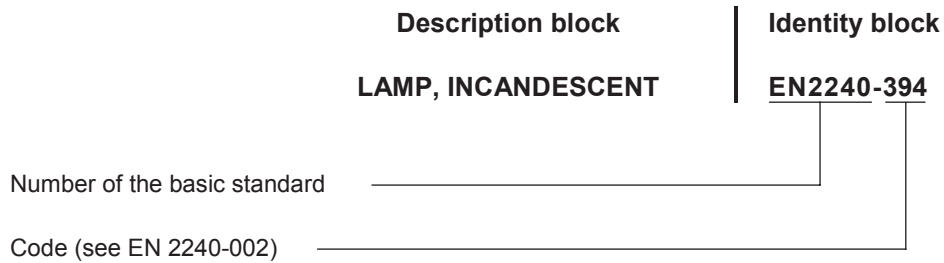 Description block Identity block
LAMP, INCANDESCENT EN2240-394
Number of the basic standard
Code (see EN 2240-002)